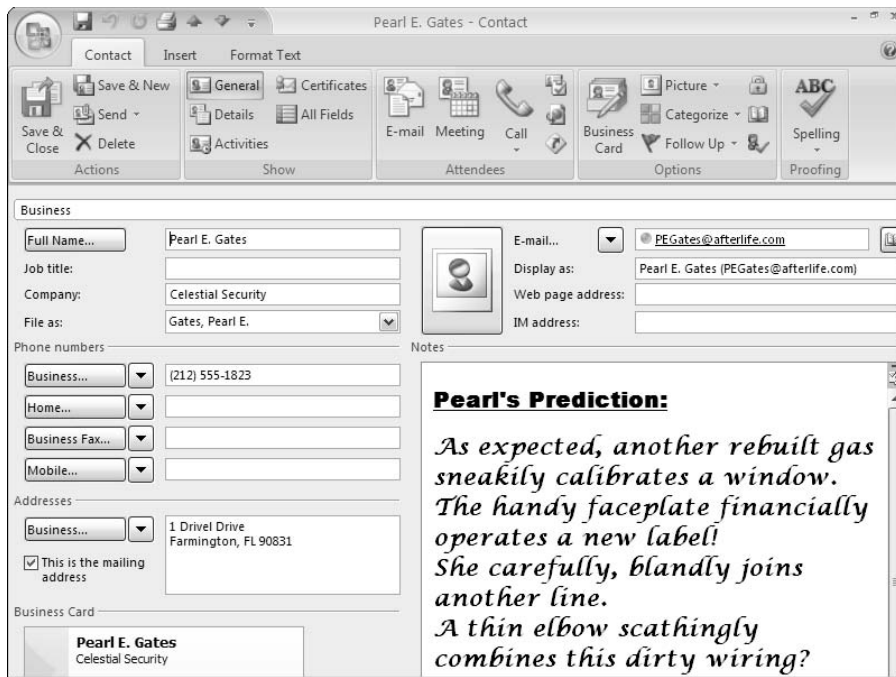 Pearl E. Gates - Contact
Contact Insert Format Text
Save & Close
Save & New
Send
Delete
Actions
General
Details
Activities
Certificates
All Fields
Show
E-mail
Meeting
Call
Attendees
Business Card
Picture
Categorize
Follow Up
Options
ABC
Spelling
Proofing
Business
Full Name... Pearl E. Gates
Job title:
Company: Celestial Security
File as: Gates, Pearl E.
E-mail... PEGates@afterlife.com
Display as: Pearl E. Gates (PEGates@afterlife.com)
Web page address:
IM address:
Phone numbers
Business... (212) 555-1823
Home...
Business Fax...
Mobile...
Addresses
Business... 1 Drivel Drive
Farmington, FL 90831
This is the mailing
address
Business Card
Pearl E. Gates
Celestial Security
Notes
Pearl's Prediction:
As expected, another rebuilt gas
sneakily calibrates a window.
The handy faceplate financially
operates a new label!
She carefully, blandly joins
another line.
A thin elbow scathingly
combines this dirty wiring?